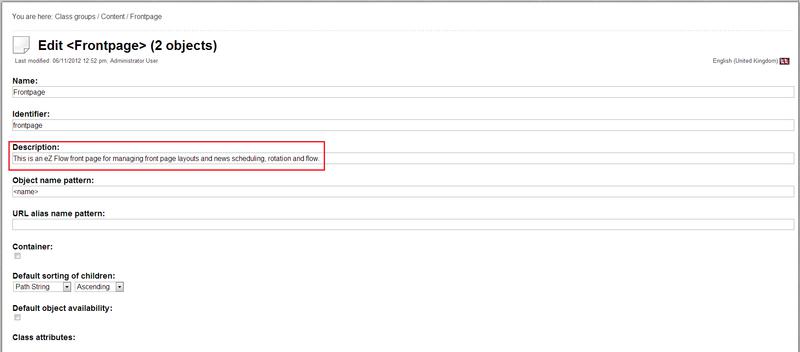 You are here: Class groups / Content / Frontpage
Edit <Frontpage> (2 objects)
Last modified: 06/11/2012 12:52 pm, Administrator User
English (United Kingdom)
Name:
Frontpage
Identifier:
frontpage
Description:
This is an eZ Flow front page for managing front page layouts and news scheduling, rotation and flow.
Object name pattern:
<name>
URL alias name pattern:
Container:
Default sorting of children:
Path String Ascending
Default object availability:
Class attributes: